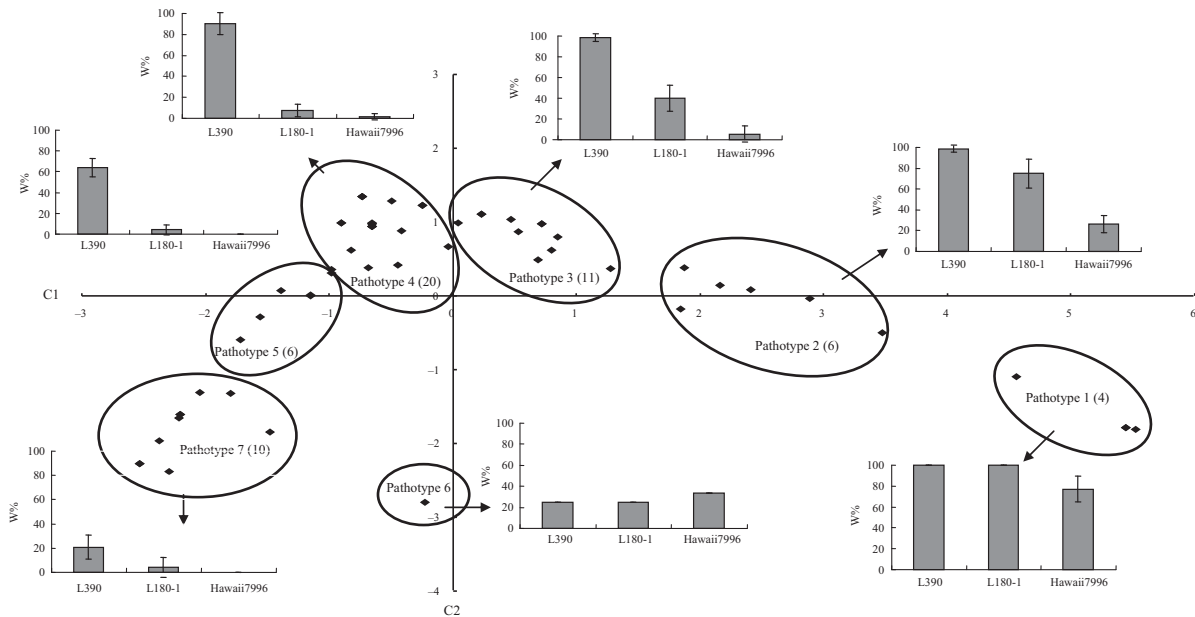 100
80
60
40
20
0
W%
L390
L180-1
Hawaii7996
100
80
60
40
20
0
W%
L390
L180-1
Hawaii7996
100
80
60
40
20
0
W%
L390
L180-1
Hawaii7996
100
80
60
40
20
0
W%
L390
L180-1
Hawaii7996
3
2
1
0
–3
–4
C2
C1
–3
–2
–1
0
1
2
3
4
5
6
–1
–2
Pathotype 4 (20)
Pathotype 3 (11)
Pathotype 5 (6)
Pathotype 2 (6)
Pathotype 1 (4)
Pathotype 7 (10)
Pathotype 6
100
80
60
40
20
0
W%
L390
L180-1
Hawaii7996
100
80
60
40
20
0
W%
L390
L180-1
Hawaii7996
100
80
60
40
20
0
W%
L390
L180-1
Hawaii7996